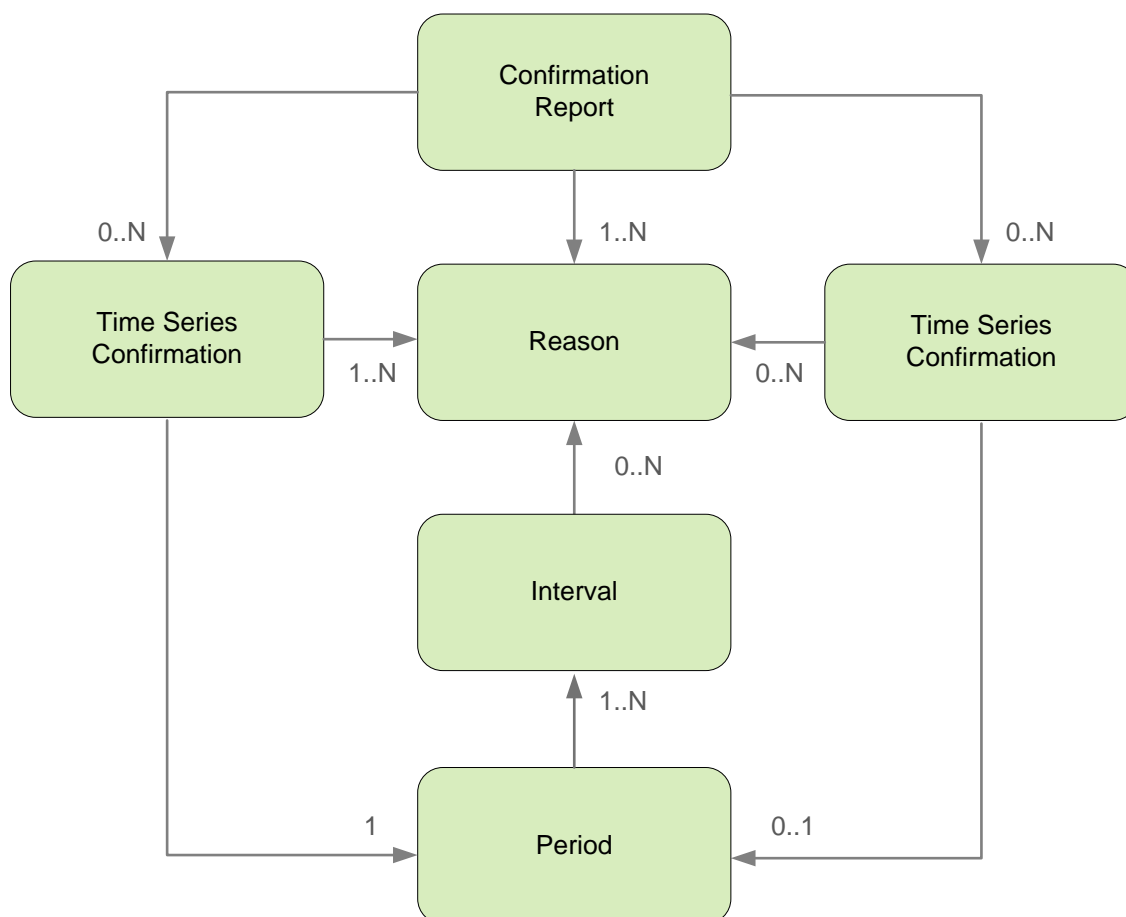 Confirmation
Report
0..N
1..N
0..N
Time Series
Confirmation
Reason
Time Series
Confirmation
1..N
0..N
0..N
Interval
1..N
1
0..1
Period